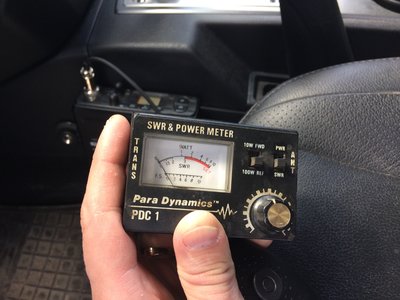 SWR & POWER METER
TRANS
WATT
SWR
10W FWD
100W REF
PWR
SWR
ANT
Para Dynamics™
PDC 1